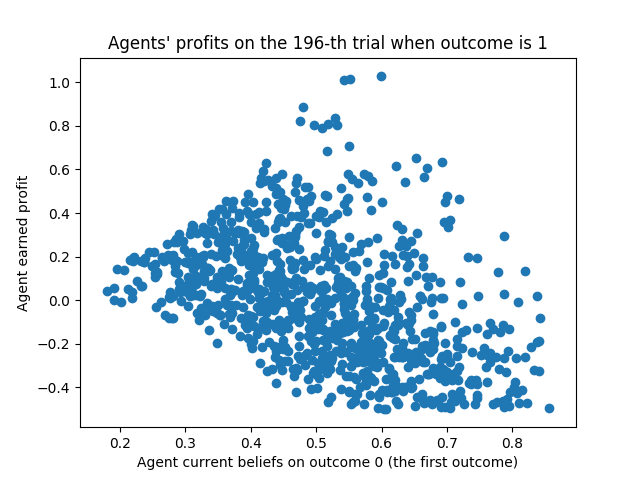 Agents' profits on the 196-th trial when outcome is 1
Agent earned profit
1.0
0.8
0.6
0.4
0.2
0.0
−0.2
−0.4
0.2 0.3 0.4 0.5 0.6 0.7 0.8
Agent current beliefs on outcome 0 (the first outcome)